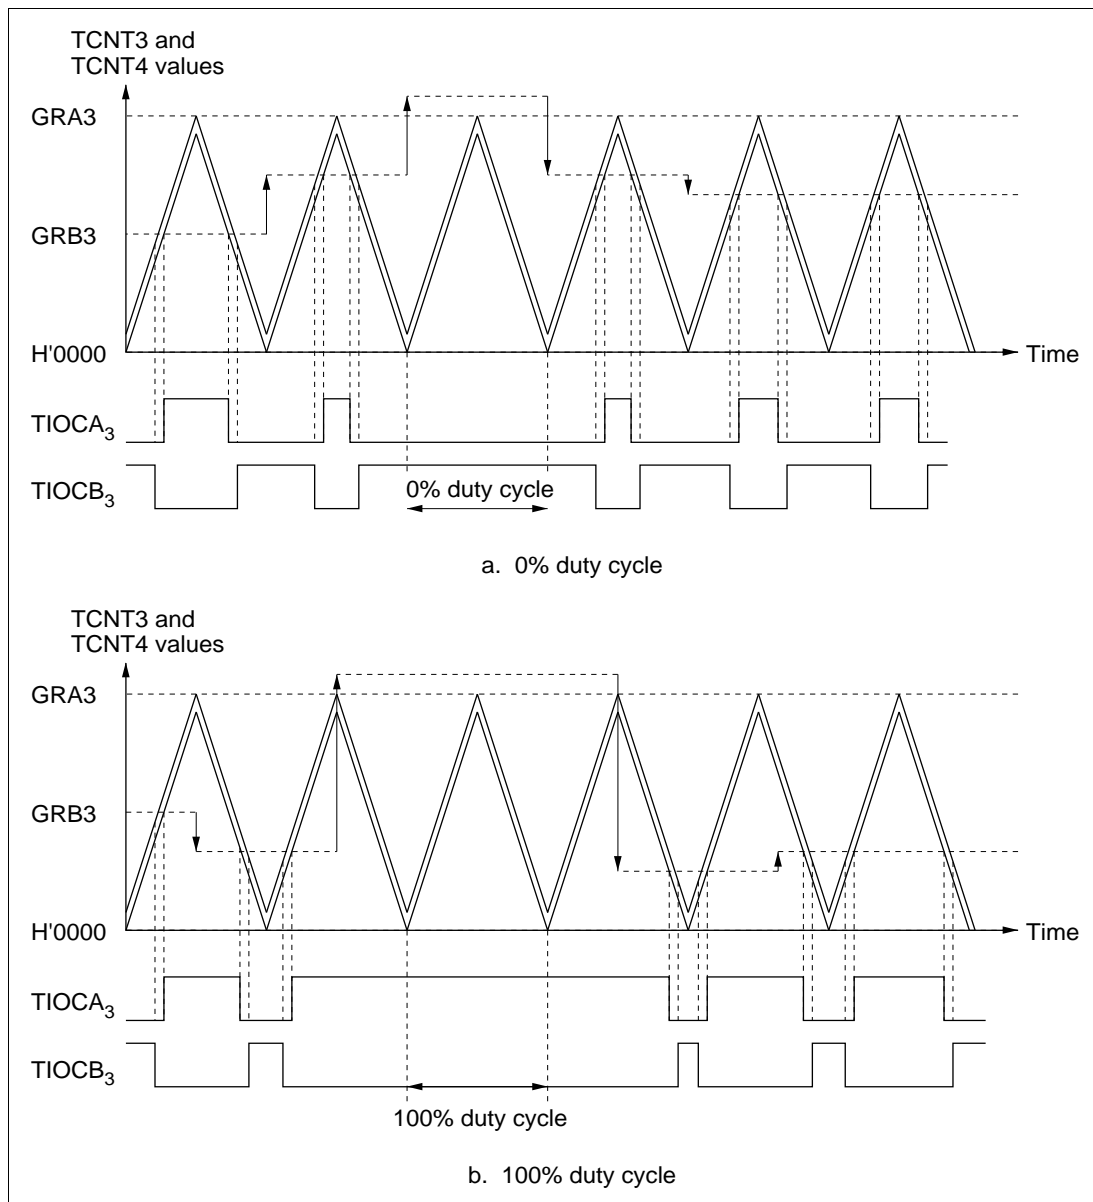 TCNT3 and
TCNT4 values
GRA3
GRB3
H'0000
Time
TIOCA3
TIOCB3
0% duty cycle
a. 0% duty cycle
TCNT3 and
TCNT4 values
GRA3
GRB3
H'0000
Time
TIOCA3
TIOCB3
100% duty cycle
b. 100% duty cycle